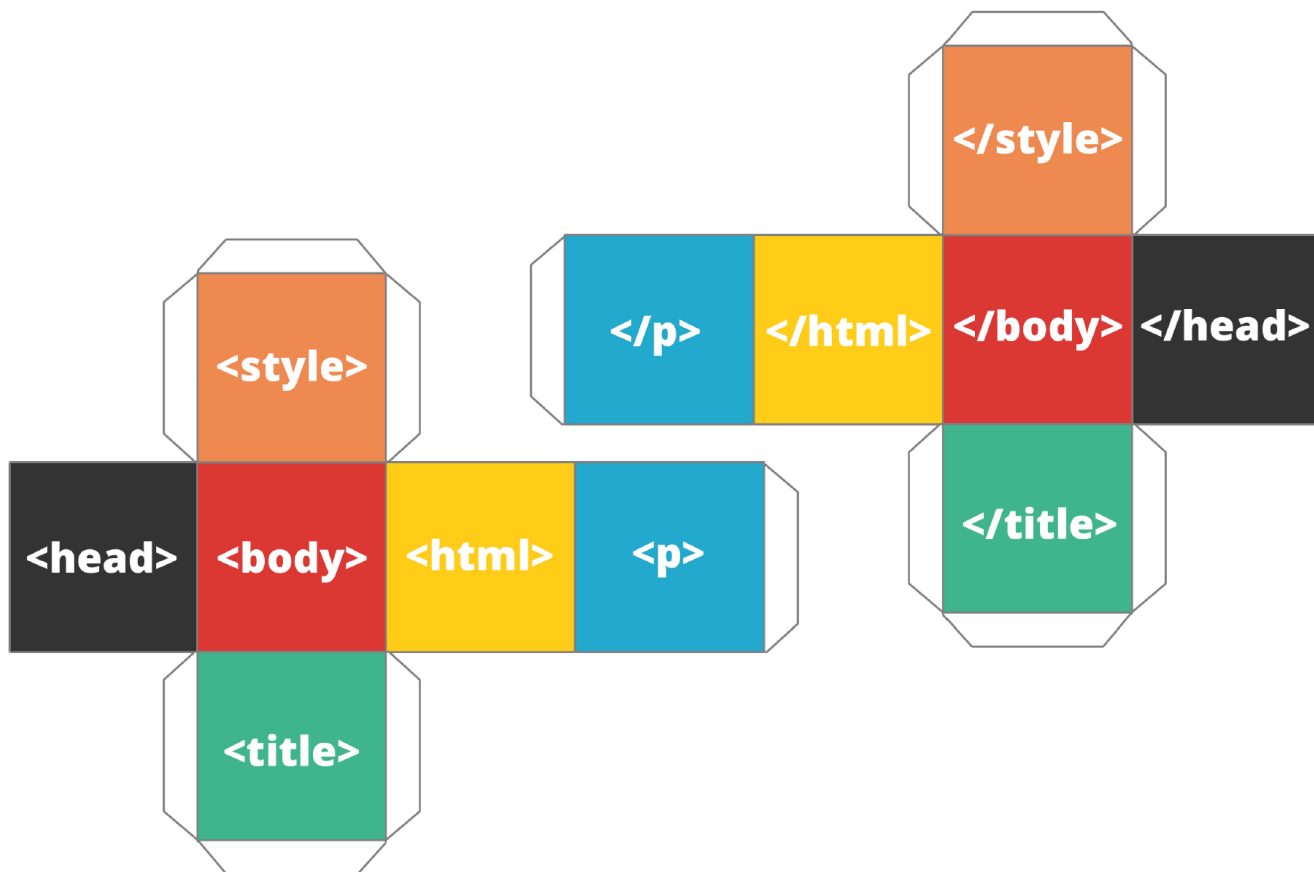 </style>
</p>
</html>
</body>
</head>
</title>
<style>
<head>
<body>
<html>
<p>
<title>